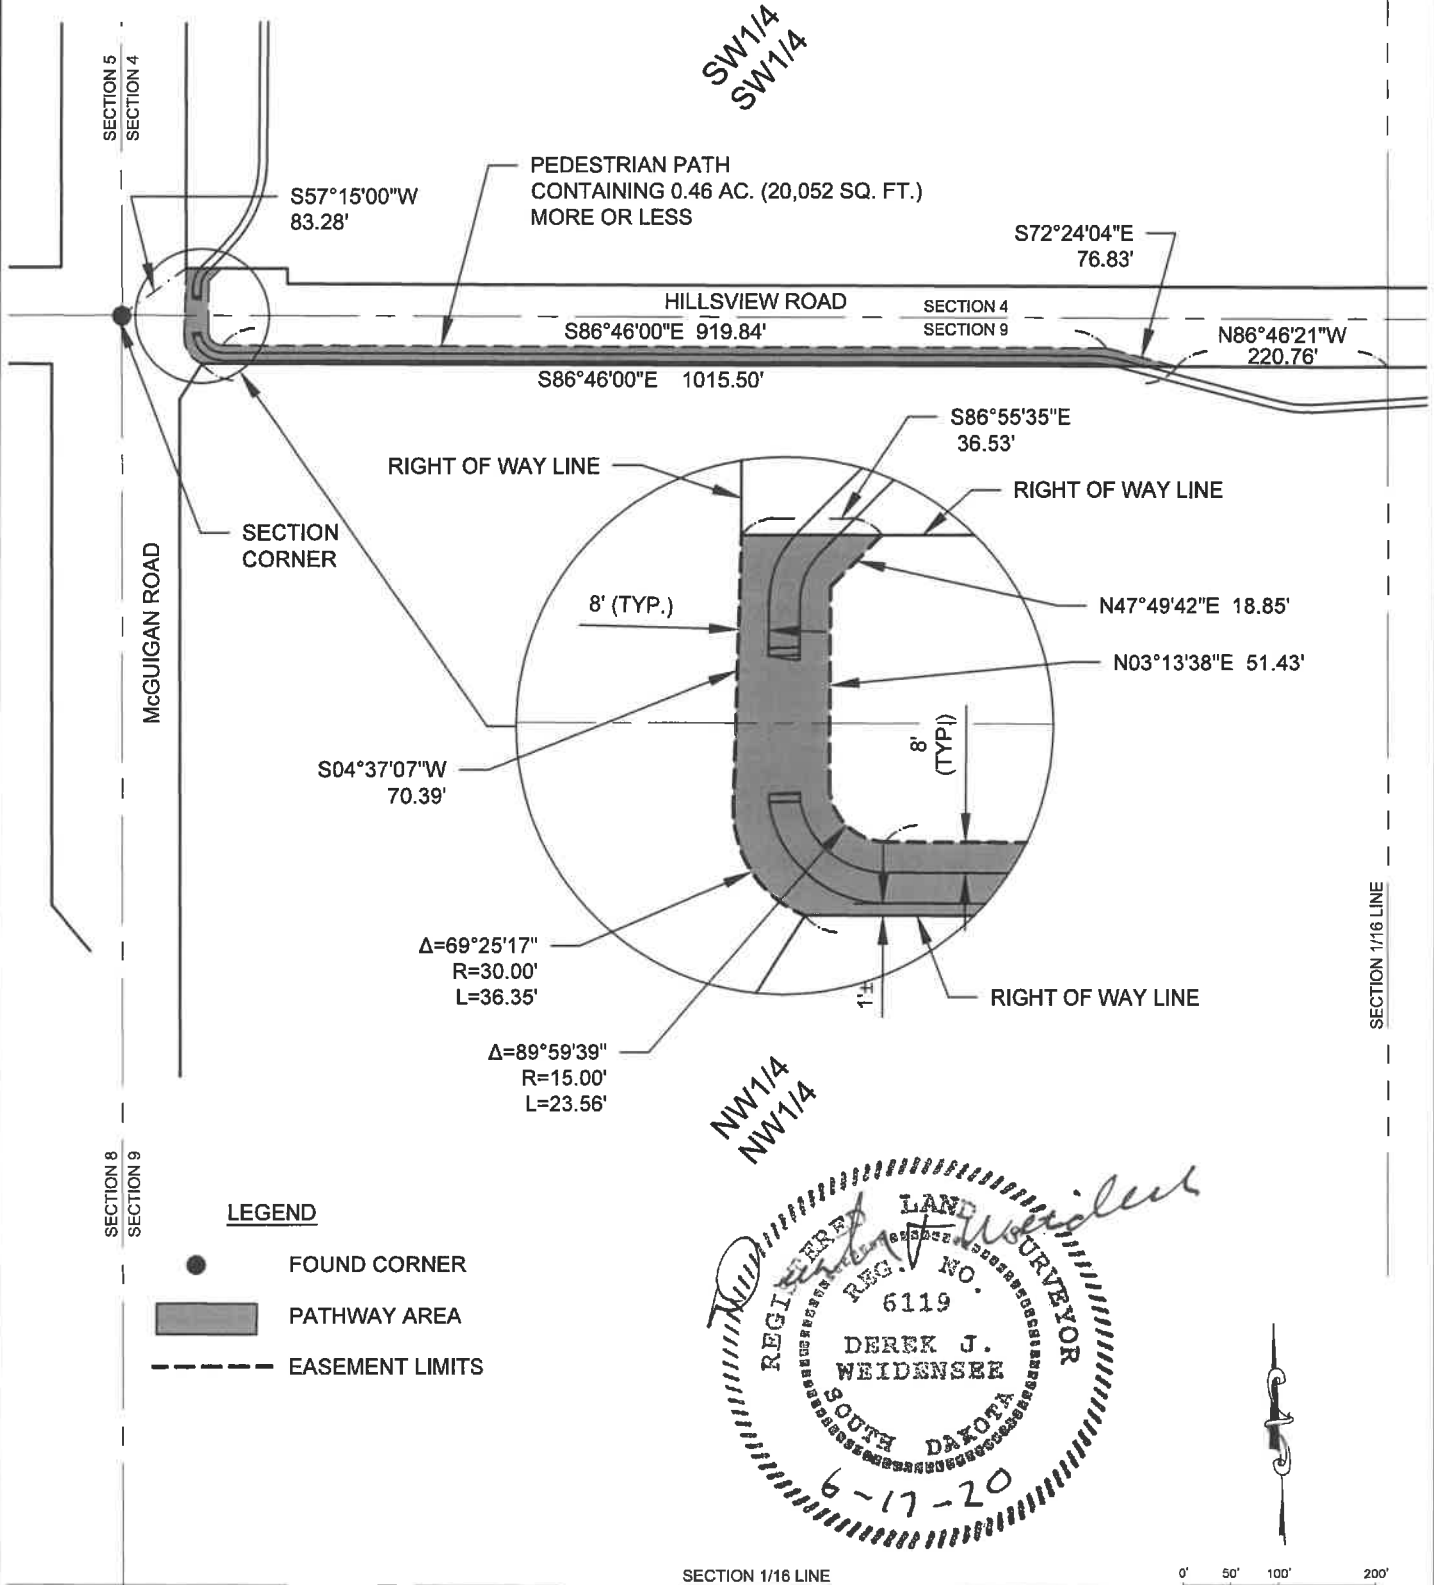 SW1/4
SW1/4
SECTION 5
SECTION 4
PEDESTRIAN PATH
CONTAINING 0.46 AC. (20,052 SQ. FT.)
MORE OR LESS
S57°15'00"W
83.28'
S72°24'04"E
76.83'
HILLSVIEW ROAD
SECTION 4
SECTION 9
S86°46'00"E 919.84'
N86°46'21"W
220.76'
S86°46'00"E 1015.50'
S86°55'35"E
36.53'
RIGHT OF WAY LINE
RIGHT OF WAY LINE
SECTION
CORNER
McGUIGAN ROAD
8' (TYP.)
N47°49'42"E 18.85'
N03°13'38"E 51.43'
8'
(TYP.)
S04°37'07"W
70.39'
Δ=69°25'17"
R=30.00'
L=36.35'
1'±
RIGHT OF WAY LINE
SECTION 1/16 LINE
Δ=89°59'39"
R=15.00'
L=23.56'
NW1/4
NW1/4
SECTION 8
SECTION 9
LEGEND
FOUND CORNER
PATHWAY AREA
EASEMENT LIMITS
REGISTERED LAND SURVEYOR
REG. NO.
6119
DEREK J.
WEIDENSEE
SOUTH DAKOTA
9-17-20
SECTION 1/16 LINE
0' 50' 100' 200'